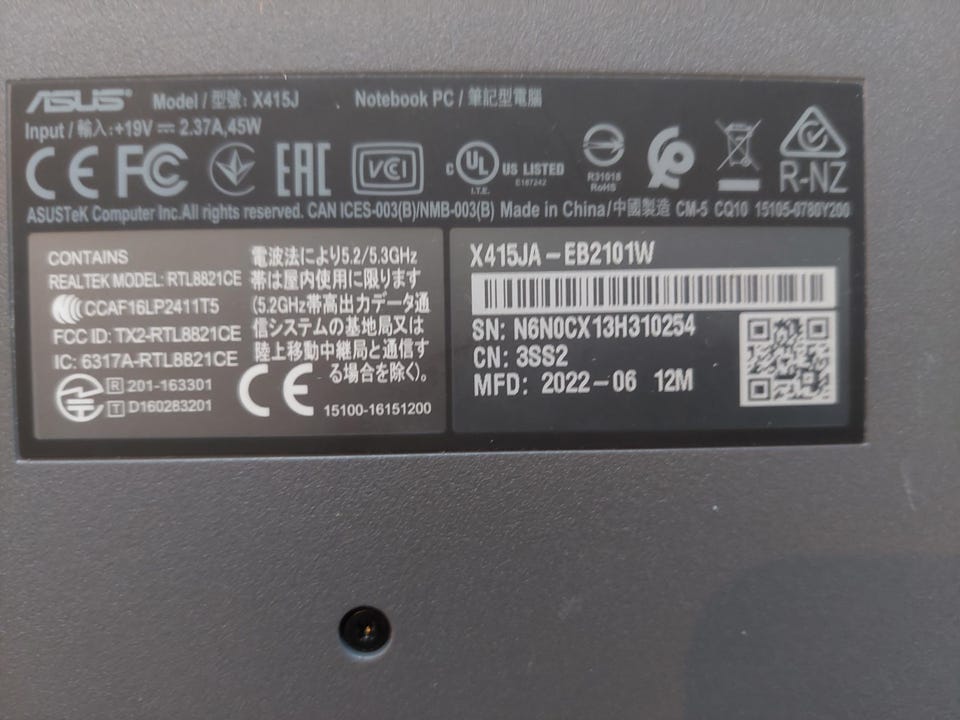 ASUS Model / 型號: X415J Notebook PC / 筆記型電腦
Input / 輸入:+19V⎓2.37A,45W
CE FC EAC VCI c UL US LISTED
I.T.E. E187242
R31018
RoHS
R-NZ
ASUSTeK Computer Inc.All rights reserved. CAN ICES-003(B)/NMB-003(B) Made in China/中國製造 CM-5 CQ10 15105-0780Y200
CONTAINS
REALTEK MODEL: RTL8821CE
CCAF16LP2411T5
FCC ID: TX2-RTL8821CE
IC: 6317A-RTL8821CE
R 201-163301
T D160283201
電波法により5.2/5.3GHz
帯は屋内使用に限ります
(5.2GHz帯高出力データ通
信システムの基地局又は
陸上移動中継局と通信す
る場合を除く)。
CE 15100-16151200
X415JA-EB2101W
SN: N6N0CX13H310254
CN: 3SS2
MFD: 2022-06 12M